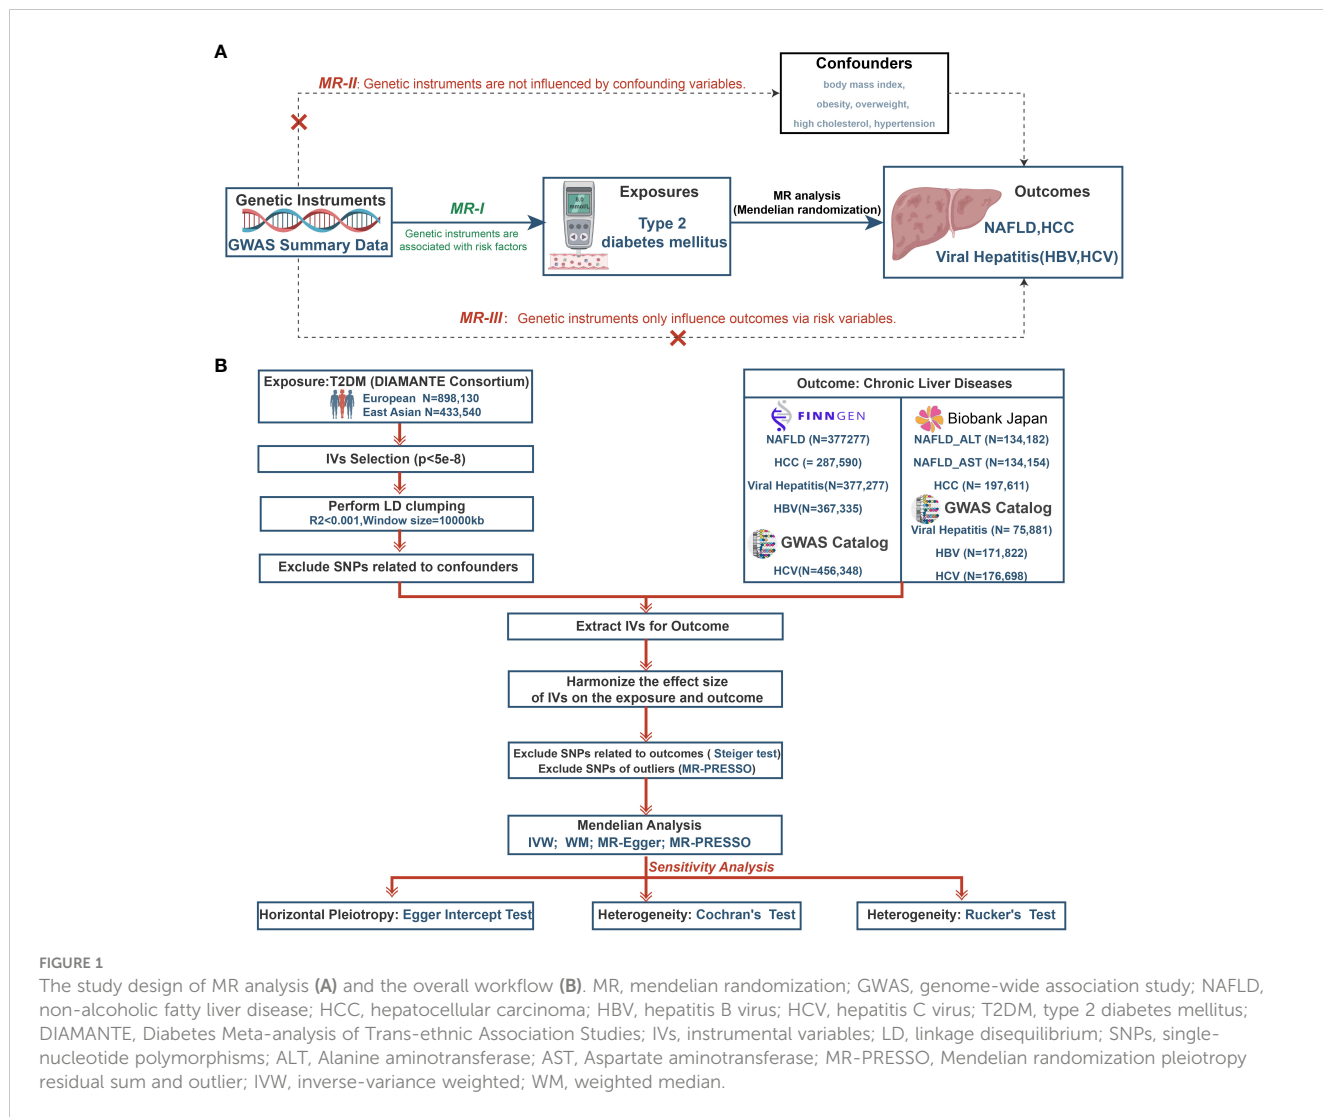 A
MR-II: Genetic instruments are not influenced by confounding variables.
Confounders
body mass index,
obesity, overweight,
high cholesterol, hypertension
Genetic Instruments
GWAS Summary Data
MR-I
Genetic instruments are
associated with risk factors
Exposures
Type 2
diabetes mellitus
MR analysis
(Mendelian randomization)
Outcomes
NAFLD,HCC
Viral Hepatitis(HBV,HCV)
MR-III: Genetic instruments only influence outcomes via risk variables.
B
Exposure:T2DM (DIAMANTE Consortium)
European N=898,130
East Asian N=433,540
IVs Selection (p<5e-8)
Perform LD clumping
R2<0.001,Window size=10000kb
Exclude SNPs related to confounders
Outcome: Chronic Liver Diseases
FINNGEN
NAFLD (N=377277)
HCC (= 287,590)
Viral Hepatitis(N=377,277)
HBV(N=367,335)
GWAS Catalog
HCV(N=456,348)
Biobank Japan
NAFLD_ALT (N=134,182)
NAFLD_AST (N=134,154)
HCC (N= 197,611)
GWAS Catalog
Viral Hepatitis (N= 75,881)
HBV (N=171,822)
HCV (N=176,698)
Extract IVs for Outcome
Harmonize the effect size
of IVs on the exposure and outcome
Exclude SNPs related to outcomes ( Steiger test)
Exclude SNPs of outliers (MR-PRESSO)
Mendelian Analysis
IVW; WM; MR-Egger; MR-PRESSO
Sensitivity Analysis
Horizontal Pleiotropy: Egger Intercept Test
Heterogeneity: Cochran's Test
Heterogeneity: Rucker's Test
FIGURE 1
The study design of MR analysis (A) and the overall workflow (B). MR, mendelian randomization; GWAS, genome-wide association study; NAFLD,
non-alcoholic fatty liver disease; HCC, hepatocellular carcinoma; HBV, hepatitis B virus; HCV, hepatitis C virus; T2DM, type 2 diabetes mellitus;
DIAMANTE, Diabetes Meta-analysis of Trans-ethnic Association Studies; IVs, instrumental variables; LD, linkage disequilibrium; SNPs, single-
nucleotide polymorphisms; ALT, Alanine aminotransferase; AST, Aspartate aminotransferase; MR-PRESSO, Mendelian randomization pleiotropy
residual sum and outlier; IVW, inverse-variance weighted; WM, weighted median.